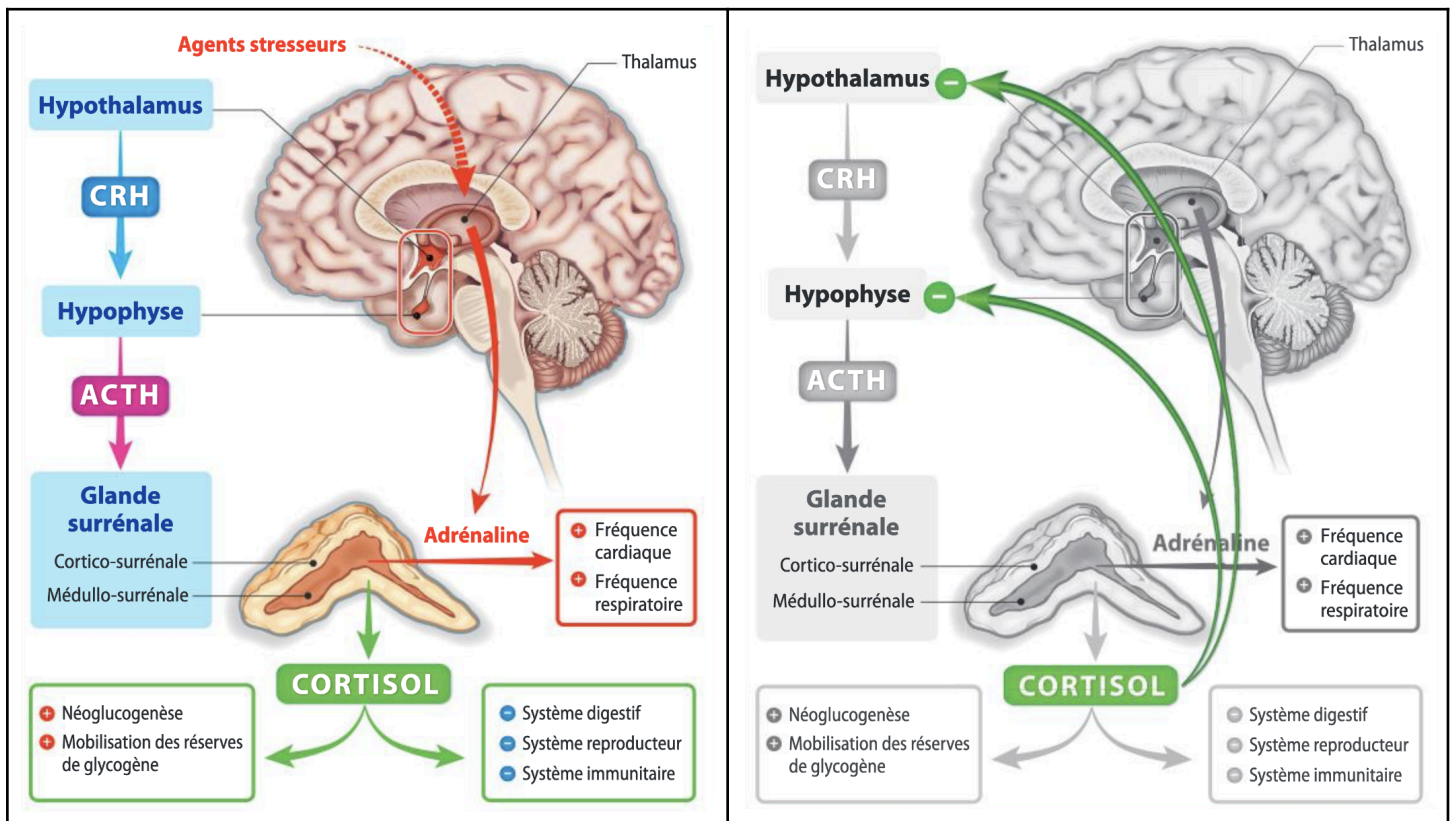 Agents stresseurs
Thalamus
Hypothalamus
CRH
Hypophyse
ACTH
Glande
surrénale
Cortico-surrénale
Médullo-surrénale
Adrénaline
+ Fréquence
cardiaque
+ Fréquence
respiratoire
CORTISOL
+ Néoglucogenèse
+ Mobilisation des réserves
de glycogène
− Système digestif
− Système reproducteur
− Système immunitaire
Thalamus
Hypothalamus −
CRH
Hypophyse −
ACTH
Glande
surrénale
Cortico-surrénale
Médullo-surrénale
Adrénaline
+ Fréquence
cardiaque
+ Fréquence
respiratoire
CORTISOL
+ Néoglucogenèse
+ Mobilisation des réserves
de glycogène
− Système digestif
− Système reproducteur
− Système immunitaire